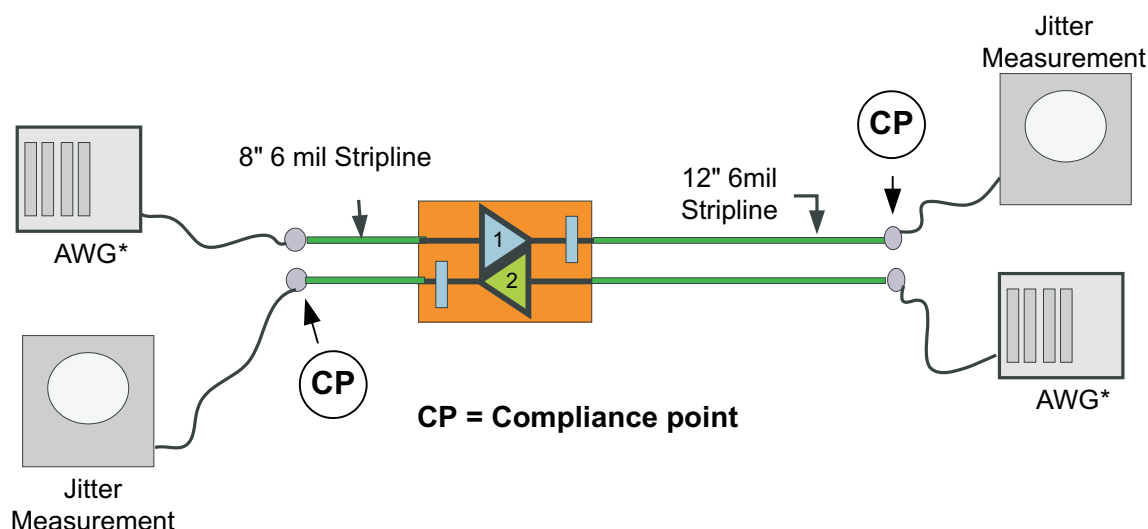 Jitter
Measurement
CP
8" 6 mil Stripline
12" 6mil
Stripline
AWG*
1
2
CP
CP = Compliance point
AWG*
Jitter
Measurement